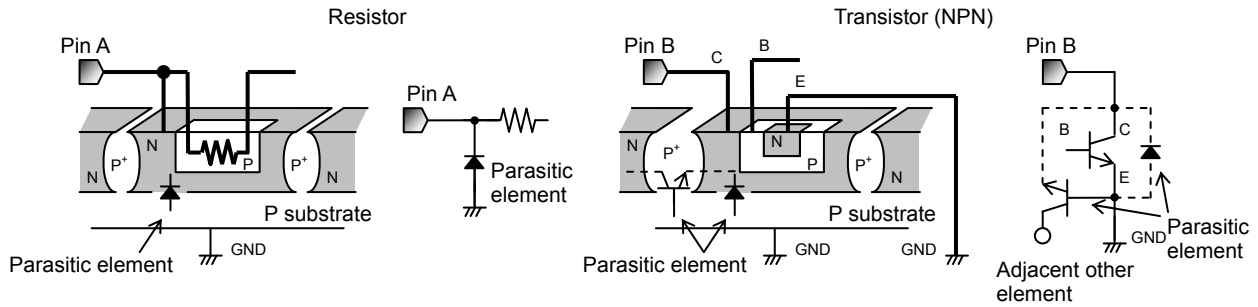 Resistor
Pin A
N
P+
N
P
P+
N
P substrate
GND
Parasitic element
Pin A
Parasitic
element
Transistor (NPN)
Pin B
C
B
E
N
P+
N
P
P+
N
P substrate
GND
GND
Parasitic element
Pin B
B
C
E
GND
Parasitic
element
Adjacent other
element